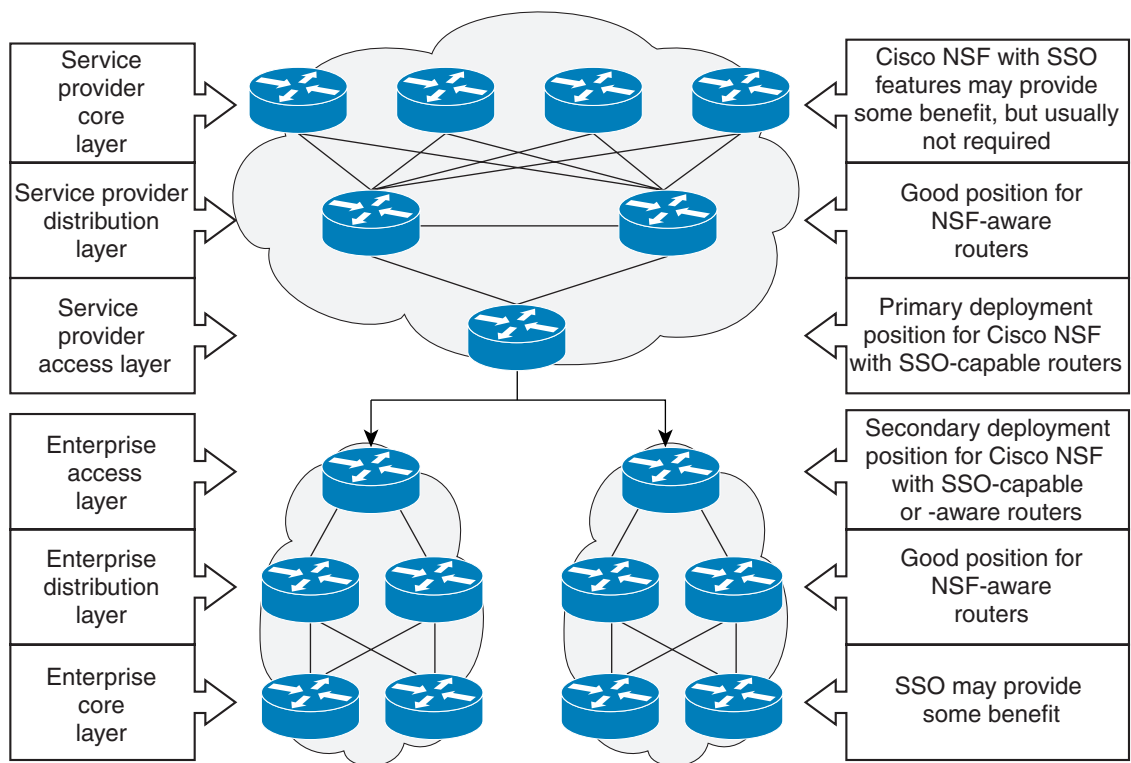 Service
provider
core
layer
Cisco NSF with SSO
features may provide
some benefit, but usually
not required
Service provider
distribution
layer
Good position for
NSF-aware
routers
Service
provider
access layer
Primary deployment
position for Cisco NSF
with SSO-capable routers
Enterprise
access
layer
Secondary deployment
position for Cisco NSF
with SSO-capable
or -aware routers
Enterprise
distribution
layer
Good position for
NSF-aware
routers
Enterprise
core
layer
SSO may provide
some benefit